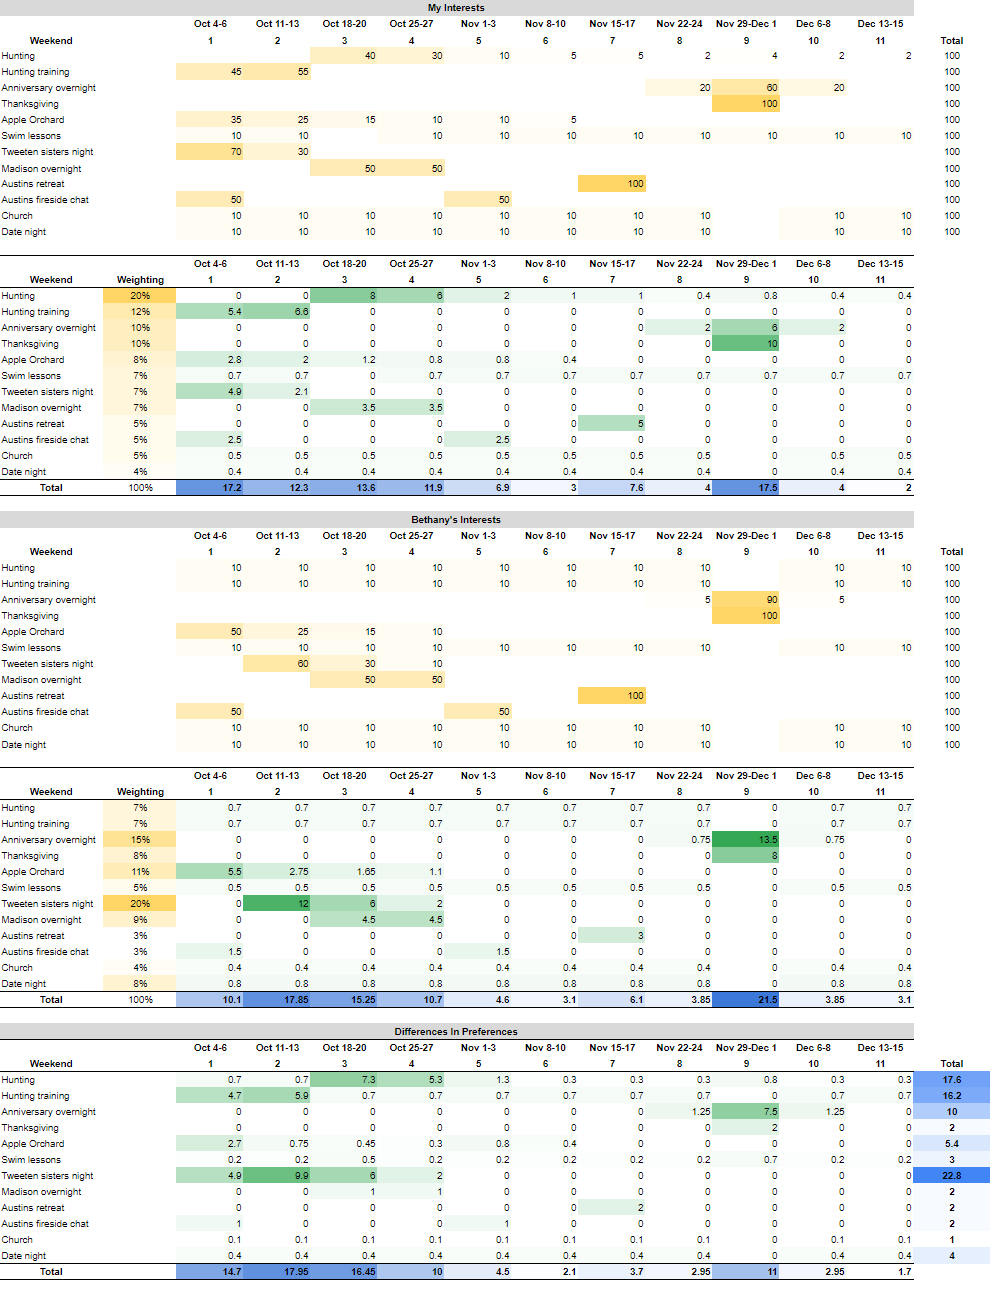 My Interests
Oct 4-6 Oct 11-13 Oct 18-20 Oct 25-27 Nov 1-3 Nov 8-10 Nov 15-17 Nov 22-24 Nov 29-Dec 1 Dec 6-8 Dec 13-15
Weekend 1 2 3 4 5 6 7 8 9 10 11 Total
Hunting 40 30 10 5 5 2 4 2 2 100
Hunting training 45 55 100
Anniversary overnight 20 60 20 100
Thanksgiving 100 100
Apple Orchard 35 25 15 10 10 5 100
Swim lessons 10 10 10 10 10 10 10 10 10 10 100
Tweeten sisters night 70 30 100
Madison overnight 50 50 100
Austins retreat 100 100
Austins fireside chat 50 50 100
Church 10 10 10 10 10 10 10 10 10 10 100
Date night 10 10 10 10 10 10 10 10 10 10 100
Oct 4-6 Oct 11-13 Oct 18-20 Oct 25-27 Nov 1-3 Nov 8-10 Nov 15-17 Nov 22-24 Nov 29-Dec 1 Dec 6-8 Dec 13-15
Weekend Weighting 1 2 3 4 5 6 7 8 9 10 11
Hunting 20% 0 0 8 6 2 1 1 0.4 0.8 0.4 0.4
Hunting training 12% 5.4 6.6 0 0 0 0 0 0 0 0 0
Anniversary overnight 10% 0 0 0 0 0 0 0 2 6 2 0
Thanksgiving 10% 0 0 0 0 0 0 0 0 10 0 0
Apple Orchard 8% 2.8 2 1.2 0.8 0.8 0.4 0 0 0 0 0
Swim lessons 7% 0.7 0.7 0 0.7 0.7 0.7 0.7 0.7 0.7 0.7 0.7
Tweeten sisters night 7% 4.9 2.1 0 0 0 0 0 0 0 0 0
Madison overnight 7% 0 0 3.5 3.5 0 0 0 0 0 0 0
Austins retreat 5% 0 0 0 0 0 0 5 0 0 0 0
Austins fireside chat 5% 2.5 0 0 0 2.5 0 0 0 0 0 0
Church 5% 0.5 0.5 0.5 0.5 0.5 0.5 0.5 0.5 0 0.5 0.5
Date night 4% 0.4 0.4 0.4 0.4 0.4 0.4 0.4 0.4 0 0.4 0.4
Total 100% 17.2 12.3 13.6 11.9 6.9 3 7.6 4 17.5 4 2
Bethany's Interests
Oct 4-6 Oct 11-13 Oct 18-20 Oct 25-27 Nov 1-3 Nov 8-10 Nov 15-17 Nov 22-24 Nov 29-Dec 1 Dec 6-8 Dec 13-15
Weekend 1 2 3 4 5 6 7 8 9 10 11 Total
Hunting 10 10 10 10 10 10 10 10 10 10 100
Hunting training 10 10 10 10 10 10 10 10 10 10 100
Anniversary overnight 5 90 5 100
Thanksgiving 100 100
Apple Orchard 50 25 15 10 100
Swim lessons 10 10 10 10 10 10 10 10 10 10 100
Tweeten sisters night 60 30 10 100
Madison overnight 50 50 100
Austins retreat 100 100
Austins fireside chat 50 50 100
Church 10 10 10 10 10 10 10 10 10 10 100
Date night 10 10 10 10 10 10 10 10 10 10 100
Oct 4-6 Oct 11-13 Oct 18-20 Oct 25-27 Nov 1-3 Nov 8-10 Nov 15-17 Nov 22-24 Nov 29-Dec 1 Dec 6-8 Dec 13-15
Weekend Weighting 1 2 3 4 5 6 7 8 9 10 11
Hunting 7% 0.7 0.7 0.7 0.7 0.7 0.7 0.7 0.7 0 0.7 0.7
Hunting training 7% 0.7 0.7 0.7 0.7 0.7 0.7 0.7 0.7 0 0.7 0.7
Anniversary overnight 15% 0 0 0 0 0 0 0 0.75 13.5 0.75 0
Thanksgiving 8% 0 0 0 0 0 0 0 0 8 0 0
Apple Orchard 11% 5.5 2.75 1.65 1.1 0 0 0 0 0 0 0
Swim lessons 5% 0.5 0.5 0.5 0.5 0.5 0.5 0.5 0.5 0 0.5 0.5
Tweeten sisters night 20% 0 12 6 2 0 0 0 0 0 0 0
Madison overnight 9% 0 0 4.5 4.5 0 0 0 0 0 0 0
Austins retreat 3% 0 0 0 0 0 0 3 0 0 0 0
Austins fireside chat 3% 1.5 0 0 0 1.5 0 0 0 0 0 0
Church 4% 0.4 0.4 0.4 0.4 0.4 0.4 0.4 0.4 0 0.4 0.4
Date night 8% 0.8 0.8 0.8 0.8 0.8 0.8 0.8 0.8 0 0.8 0.8
Total 100% 10.1 17.85 15.25 10.7 4.6 3.1 6.1 3.85 21.5 3.85 3.1
Differences In Preferences
Oct 4-6 Oct 11-13 Oct 18-20 Oct 25-27 Nov 1-3 Nov 8-10 Nov 15-17 Nov 22-24 Nov 29-Dec 1 Dec 6-8 Dec 13-15
Weekend 1 2 3 4 5 6 7 8 9 10 11 Total
Hunting 0.7 0.7 7.3 5.3 1.3 0.3 0.3 0.3 0.8 0.3 0.3 17.6
Hunting training 4.7 5.9 0.7 0.7 0.7 0.7 0.7 0.7 0 0.7 0.7 16.2
Anniversary overnight 0 0 0 0 0 0 0 1.25 7.5 1.25 0 10
Thanksgiving 0 0 0 0 0 0 0 0 2 0 0 2
Apple Orchard 2.7 0.75 0.45 0.3 0.8 0.4 0 0 0 0 0 5.4
Swim lessons 0.2 0.2 0.5 0.2 0.2 0.2 0.2 0.2 0.7 0.2 0.2 3
Tweeten sisters night 4.9 9.9 6 2 0 0 0 0 0 0 0 22.8
Madison overnight 0 0 1 1 0 0 0 0 0 0 0 2
Austins retreat 0 0 0 0 0 0 2 0 0 0 0 2
Austins fireside chat 1 0 0 0 1 0 0 0 0 0 0 2
Church 0.1 0.1 0.1 0.1 0.1 0.1 0.1 0.1 0 0.1 0.1 1
Date night 0.4 0.4 0.4 0.4 0.4 0.4 0.4 0.4 0 0.4 0.4 4
Total 14.7 17.95 16.45 10 4.5 2.1 3.7 2.95 11 2.95 1.7